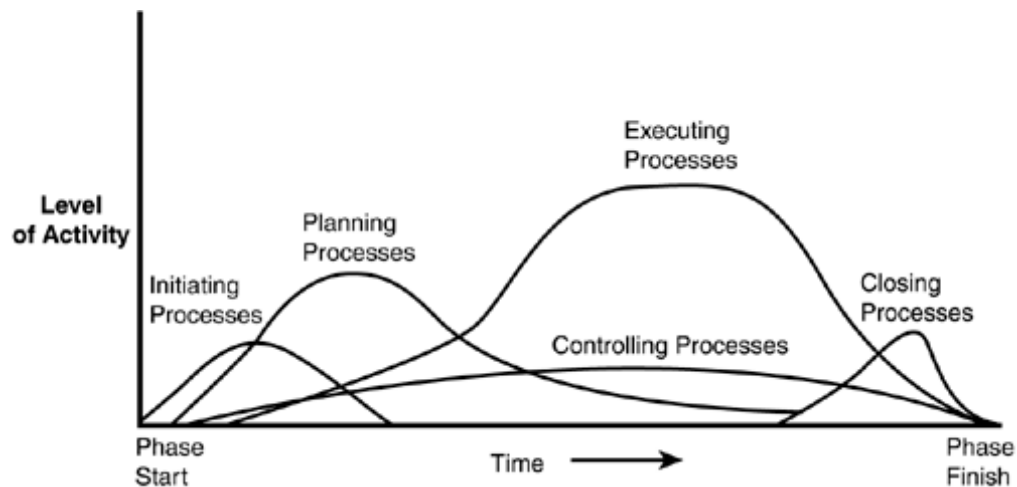 Executing
Processes
Level
of Activity
Planning
Processes
Initiating
Processes
Closing
Processes
Controlling Processes
Phase
Start
Time
Phase
Finish